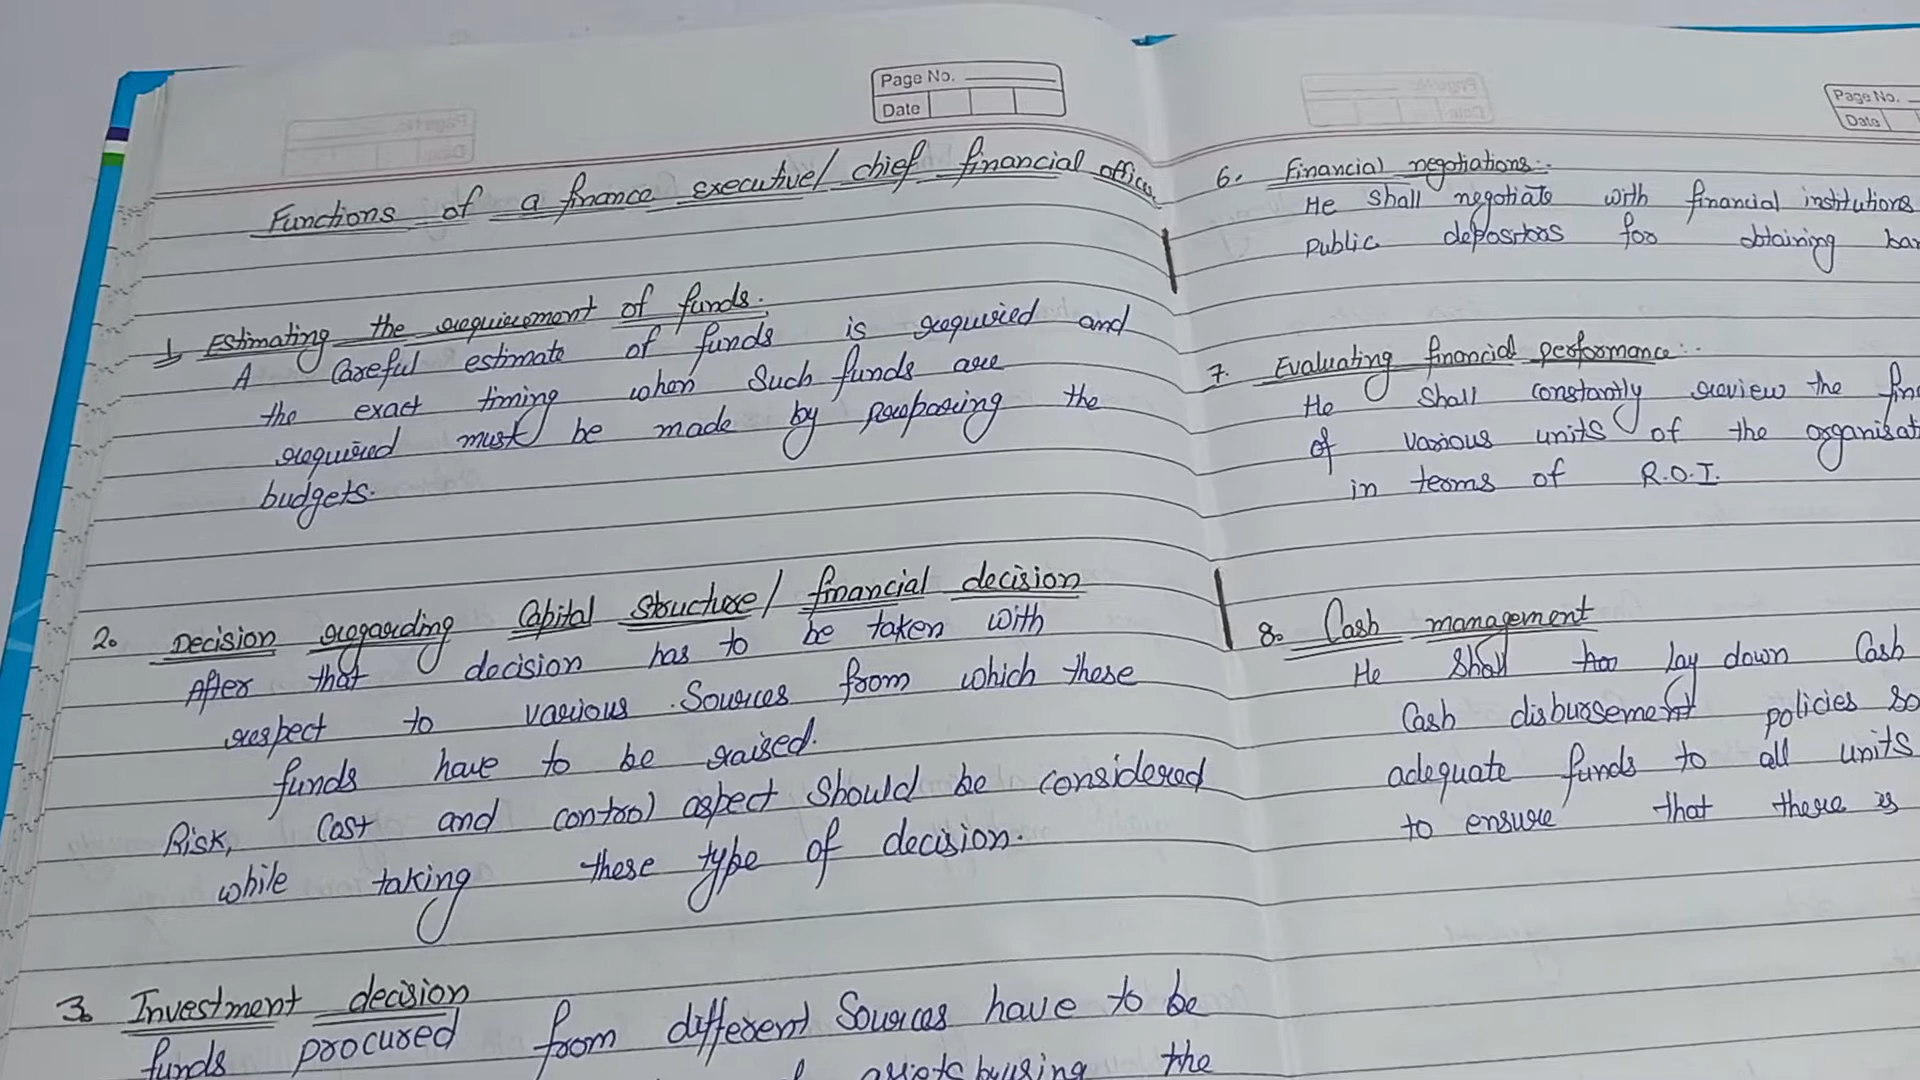 Page No.
Date
Functions of a finance executive/ chief financial office
1 Estimating the requirement of funds.
A Careful estimate of funds is required and
the exact timing when Such funds are
required must be made by preparing the
budgets.
2. Decision regarding Capital Structure/ financial decision
After that decision has to be taken with
respect to various Sources from which these
funds have to be raised.
Risk, Cost and control aspect Should be considered
while taking these type of decision.
3. Investment decision
funds procured from different Sources have to be
the
Page No.
Date
6. Financial negotiations:-
He Shall negotiate with financial institutions
Public depositors for obtaining
7. Evaluating financial performance:-
He Shall constantly review the
of various units of the
in terms of R.O.I.
8. Cash management
He Shall lay down Cash
Cash disbursement policies so
adequate funds to all units
to ensure that there is